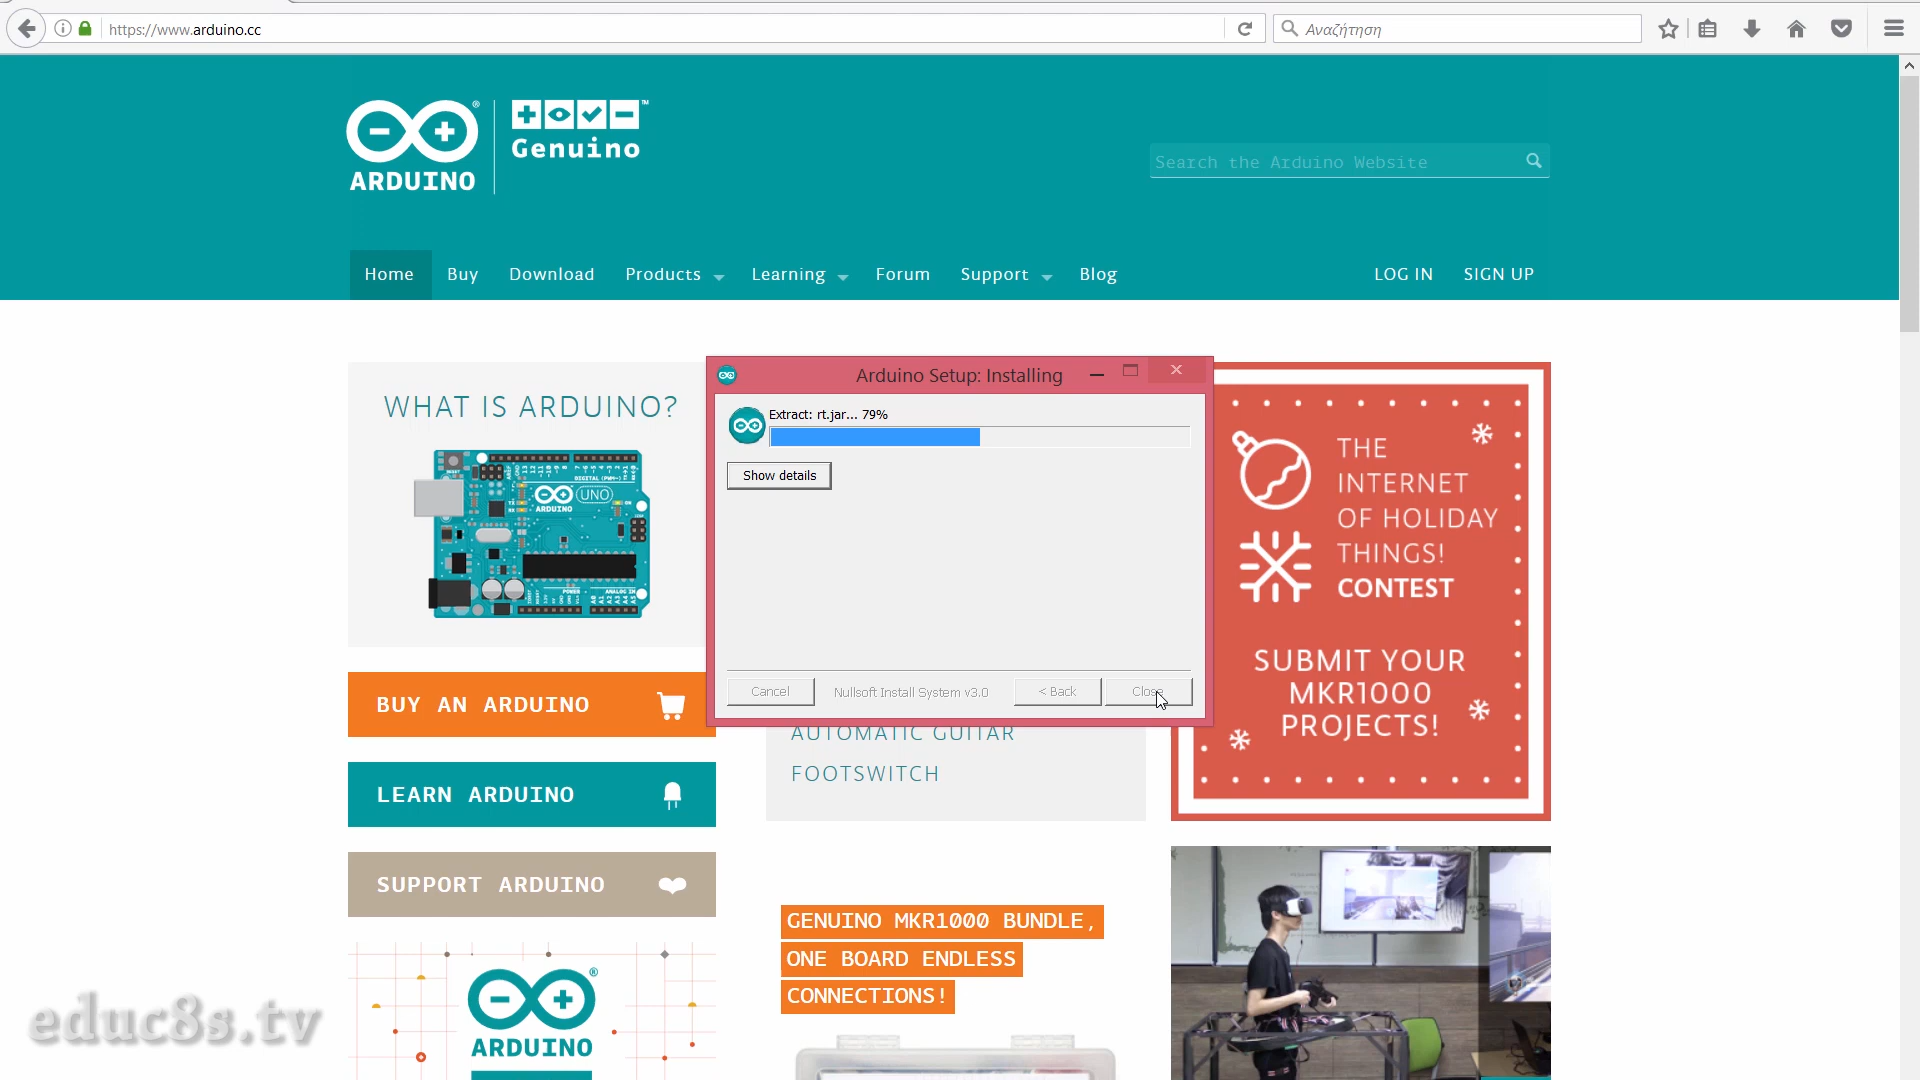 https://www.arduino.cc
Αναζήτηση
ARDUINO
Genuino
Search the Arduino Website
Home
Buy
Download
Products
Learning
Forum
Support
Blog
LOG IN
SIGN UP
WHAT IS ARDUINO?
UNO
ARDUINO
Arduino Setup: Installing
Extract: rt.jar... 79%
Show details
Cancel
Nullsoft Install System v3.0
< Back
Close
THE
INTERNET
OF HOLIDAY
THINGS!
CONTEST
SUBMIT YOUR
MKR1000
PROJECTS!
BUY AN ARDUINO
LEARN ARDUINO
SUPPORT ARDUINO
AUTOMATIC GUITAR
FOOTSWITCH
GENUINO MKR1000 BUNDLE,
ONE BOARD ENDLESS
CONNECTIONS!
ARDUINO
educ8s.tv